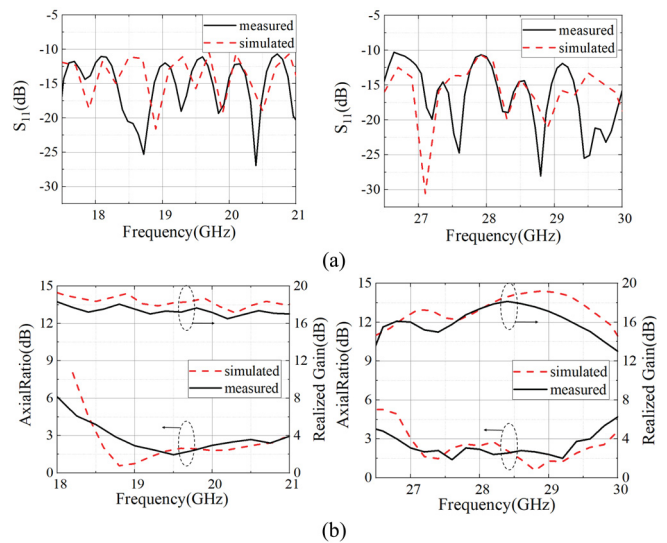 -5
-10
-15
-20
-25
-30
S11(dB)
measured
simulated
18
19
20
21
Frequency(GHz)
-5
-10
-15
-20
-25
-30
S11(dB)
measured
simulated
27
28
29
30
Frequency(GHz)
(a)
15
12
9
6
3
0
AxialRatio(dB)
20
16
12
8
4
0
Realized Gain(dB)
simulated
measured
18
19
20
21
Frequency(GHz)
15
12
9
6
3
0
AxialRatio(dB)
20
16
12
8
4
0
Realized Gain(dB)
simulated
measured
27
28
29
30
Frequency(GHz)
(b)